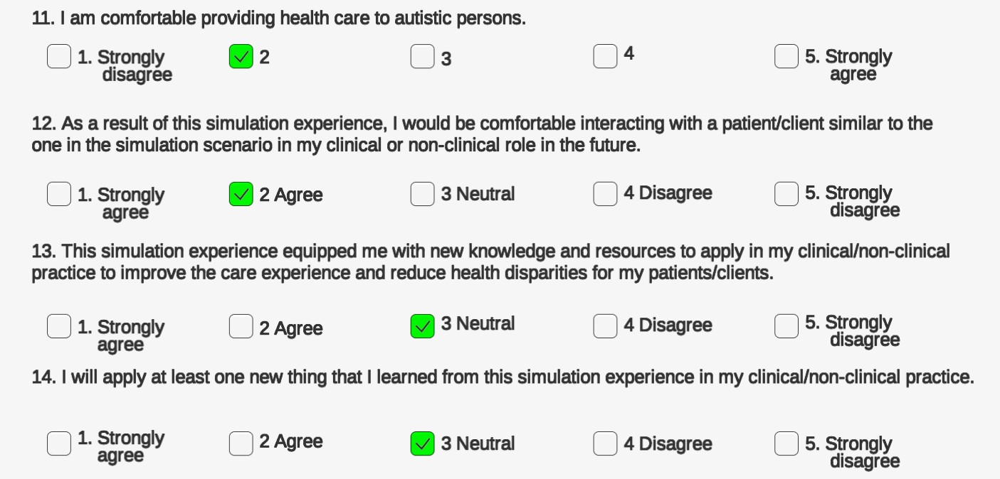 11. I am comfortable providing health care to autistic persons.
1. Strongly disagree 2 3 4 5. Strongly agree
12. As a result of this simulation experience, I would be comfortable interacting with a patient/client similar to the
one in the simulation scenario in my clinical or non-clinical role in the future.
1. Strongly agree 2 Agree 3 Neutral 4 Disagree 5. Strongly disagree
13. This simulation experience equipped me with new knowledge and resources to apply in my clinical/non-clinical
practice to improve the care experience and reduce health disparities for my patients/clients.
1. Strongly agree 2 Agree 3 Neutral 4 Disagree 5. Strongly disagree
14. I will apply at least one new thing that I learned from this simulation experience in my clinical/non-clinical practice.
1. Strongly agree 2 Agree 3 Neutral 4 Disagree 5. Strongly disagree